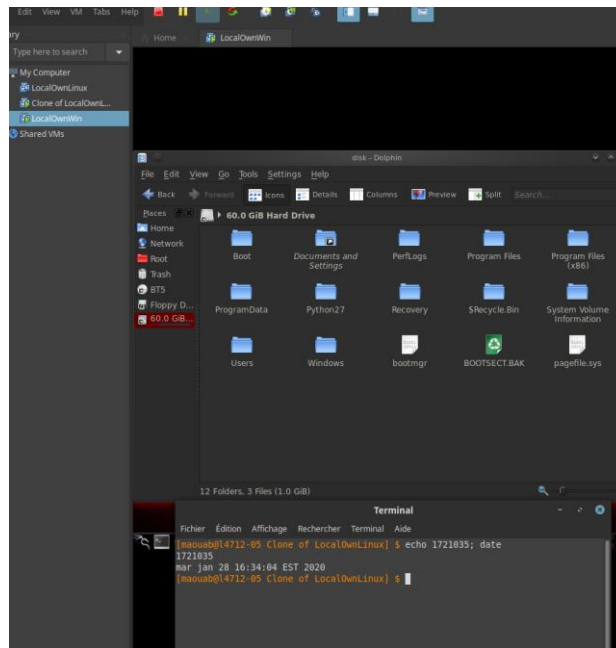 Edit View VM Tabs Help
ary
Type here to search
Home
LocalOwnWin
My Computer
LocalOwnLinux
Clone of LocalOwnL...
LocalOwnWin
Shared VMs
disk – Dolphin
File Edit View Go Tools Settings Help
Back Forward Icons Details Columns Preview Split Search...
Places
60.0 GiB Hard Drive
Home
Network
Root
Trash
BT5
Floppy D...
60.0 GiB...
Boot
Documents and
Settings
PerfLogs
Program Files
Program Files
(x86)
ProgramData
Python27
Recovery
$Recycle.Bin
System Volume
Information
Users
Windows
bootmgr
BOOTSECT.BAK
pagefile.sys
12 Folders, 3 Files (1.0 GiB)
Terminal
Fichier Édition Affichage Rechercher Terminal Aide
[maouab@l4712-05 Clone of LocalOwnLinux] $ echo 1721035; date
1721035
mar jan 28 16:34:04 EST 2020
[maouab@l4712-05 Clone of LocalOwnLinux] $